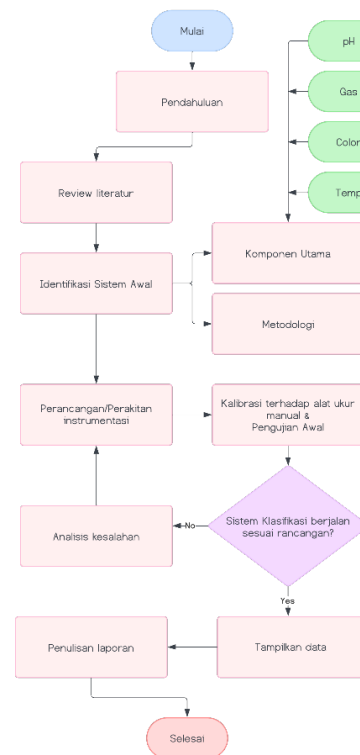 Mulai
pH
Pendahuluan
Gas
Color
Temp
Review literatur
Komponen Utama
Identifikasi Sistem Awal
Metodologi
Perancangan/Perakitan
instrumentasi
Kalibrasi terhadap alat ukur
manual &
Pengujian Awal
Sistem Klasifikasi berjalan
sesuai rancangan?
No
Analisis kesalahan
Yes
Penulisan laporan
Tampilkan data
Selesai